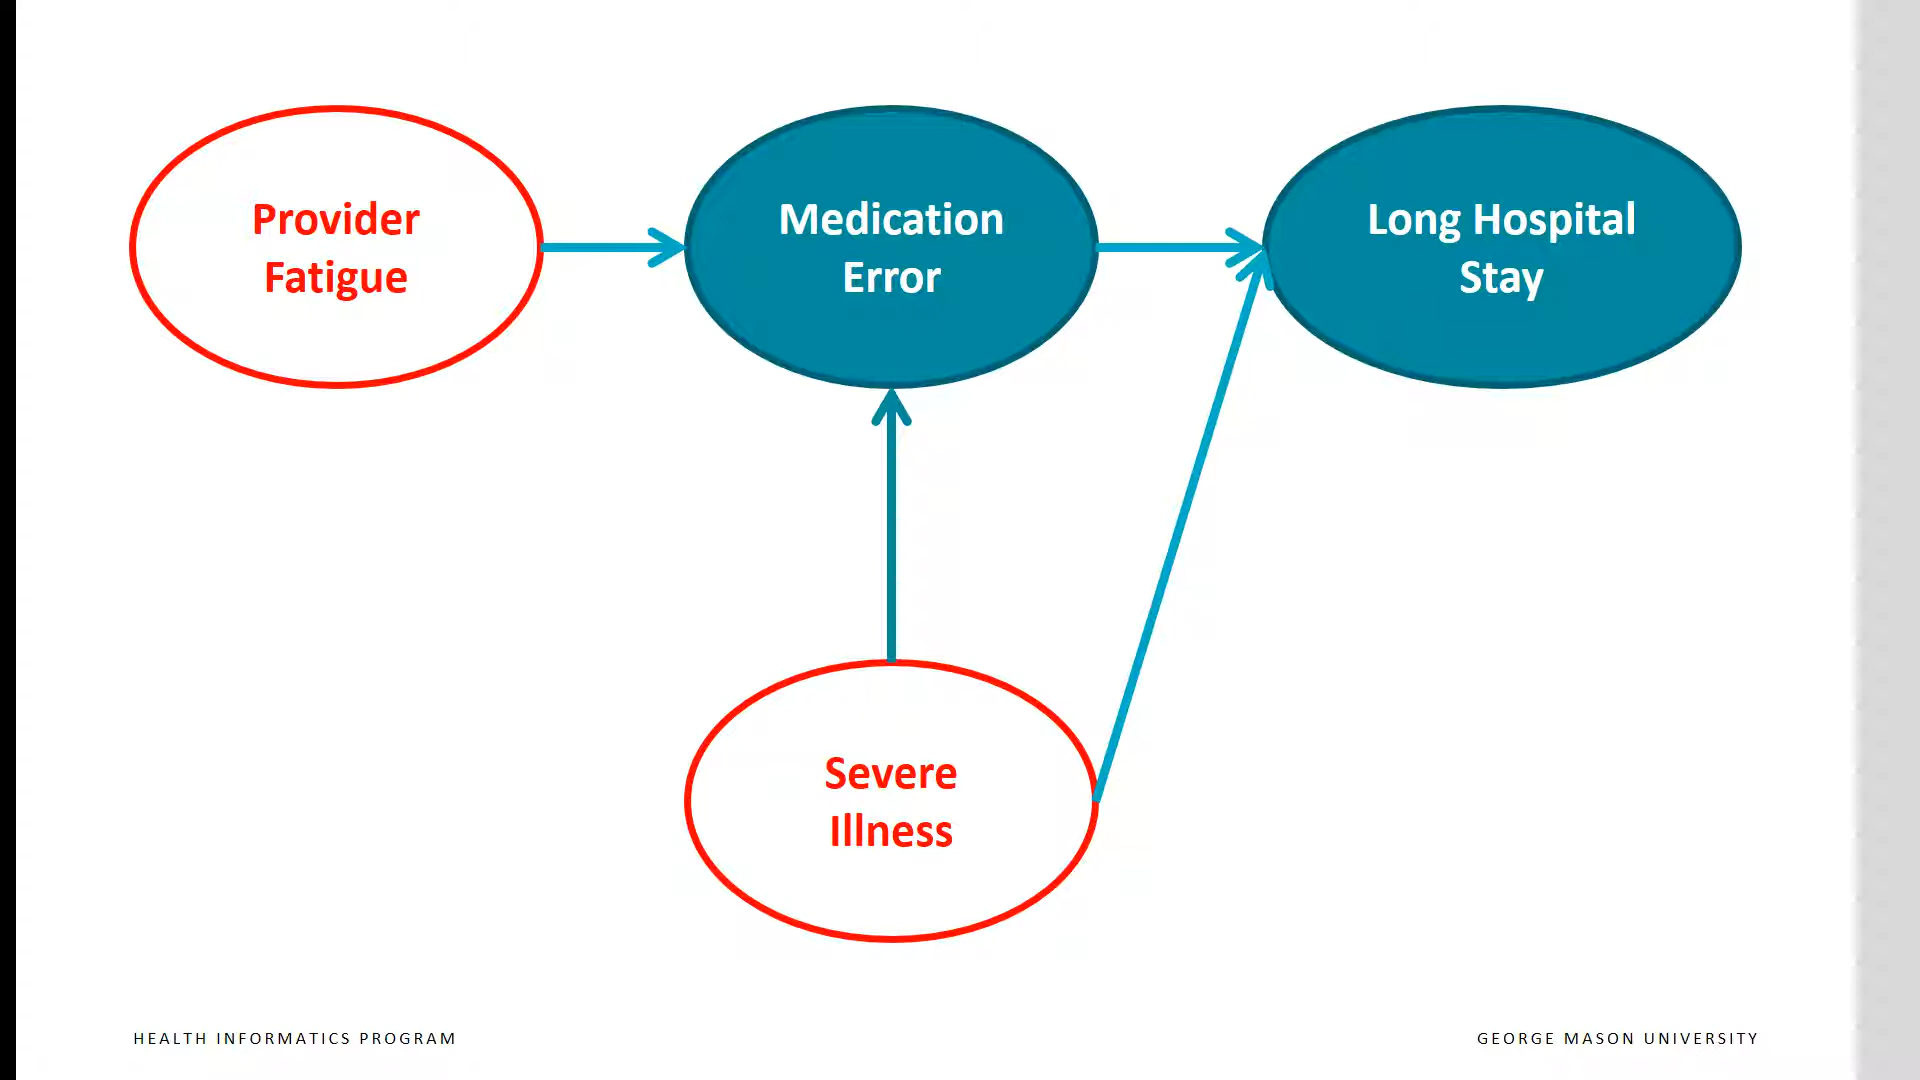 Provider
Fatigue
Medication
Error
Long Hospital
Stay
Severe
Illness
HEALTH INFORMATICS PROGRAM
GEORGE MASON UNIVERSITY